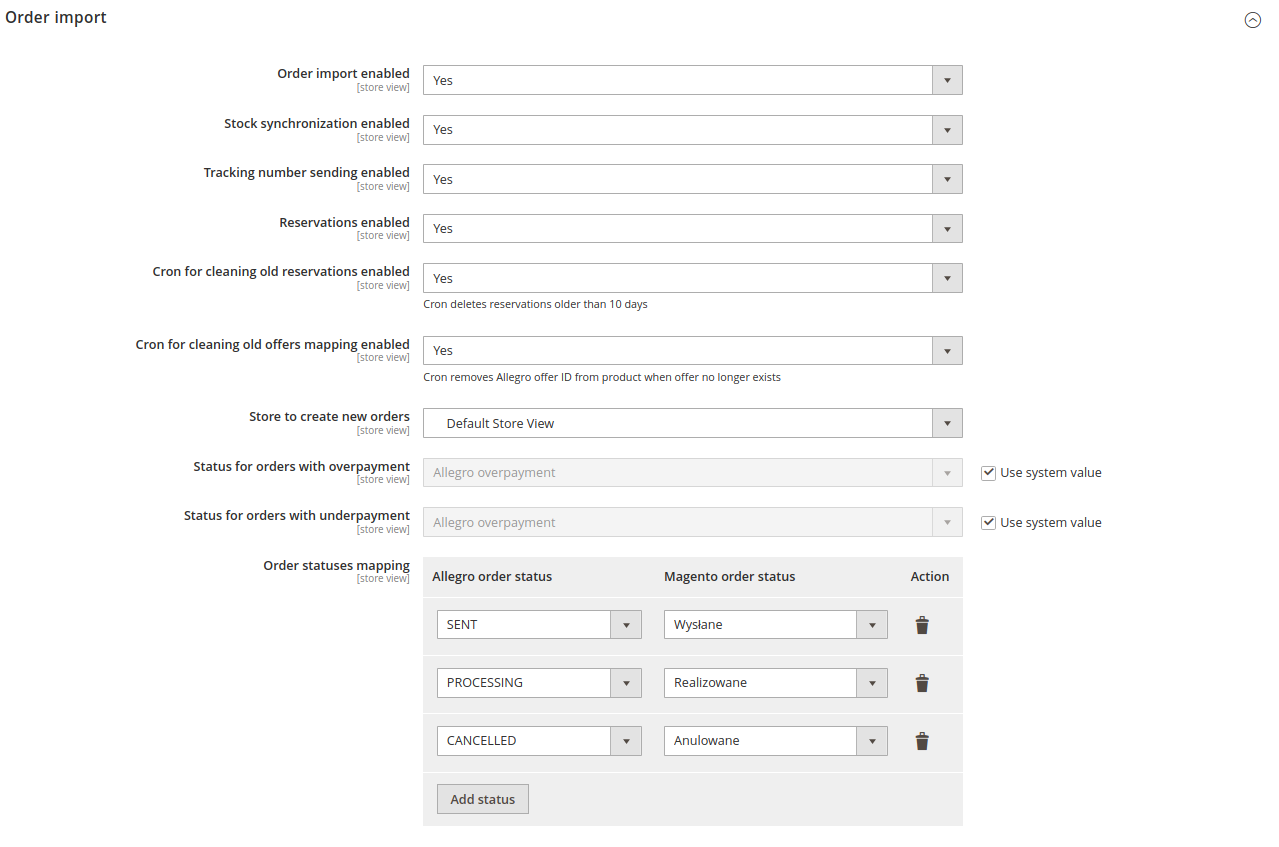 Order import
Order import enabled
[store view]
Yes
Stock synchronization enabled
[store view]
Yes
Tracking number sending enabled
[store view]
Yes
Reservations enabled
[store view]
Yes
Cron for cleaning old reservations enabled
[store view]
Yes
Cron deletes reservations older than 10 days
Cron for cleaning old offers mapping enabled
[store view]
Yes
Cron removes Allegro offer ID from product when offer no longer exists
Store to create new orders
[store view]
Default Store View
Status for orders with overpayment
[store view]
Allegro overpayment
Use system value
Status for orders with underpayment
[store view]
Allegro overpayment
Use system value
Order statuses mapping
[store view]
Allegro order status Magento order status Action
SENT Wysłane
PROCESSING Realizowane
CANCELLED Anulowane
Add status